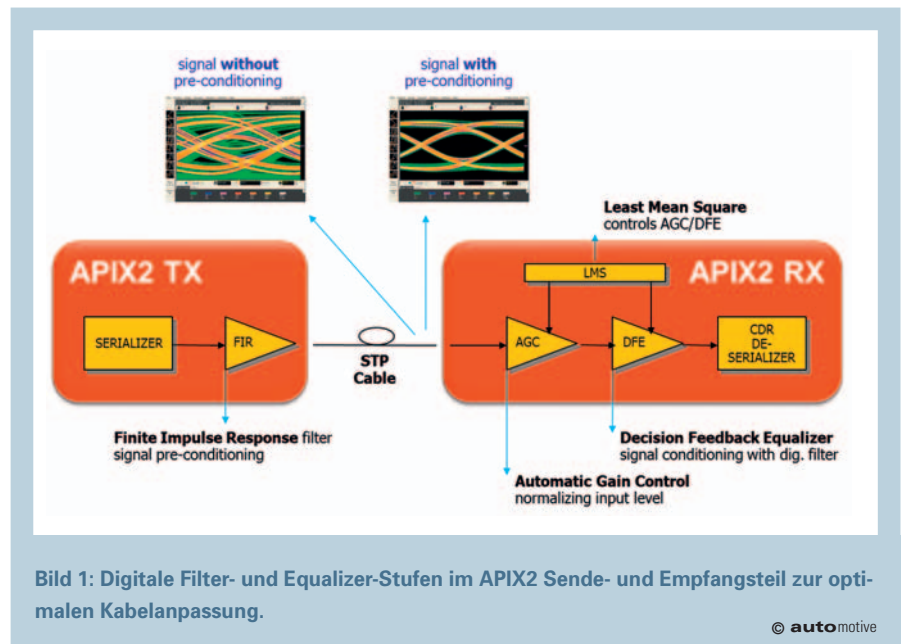 signal without
pre-conditioning
signal with
pre-conditioning
Least Mean Square
controls AGC/DFE
APIX2 TX
APIX2 RX
LMS
SERIALIZER
FIR
STP
Cable
AGC
DFE
CDR
DE-
SERIALIZER
Finite Impulse Response filter
signal pre-conditioning
Decision Feedback Equalizer
signal conditioning with dig. filter
Automatic Gain Control
normalizing input level
Bild 1: Digitale Filter- und Equalizer-Stufen im APIX2 Sende- und Empfangsteil zur opti-
malen Kabelanpassung.
© automotive